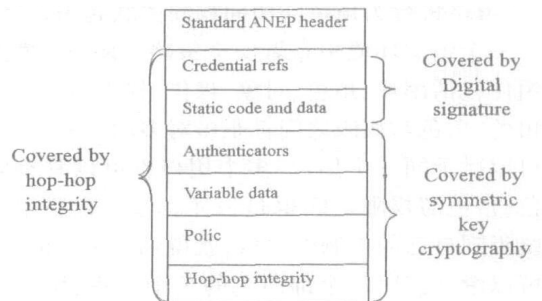 Standard ANEP header
Credential refs
Static code and data
Authenticators
Variable data
Polic
Hop-hop integrity
Covered by
hop-hop
integrity
Covered by
Digital
signature
Covered by
symmetric
key
cryptography